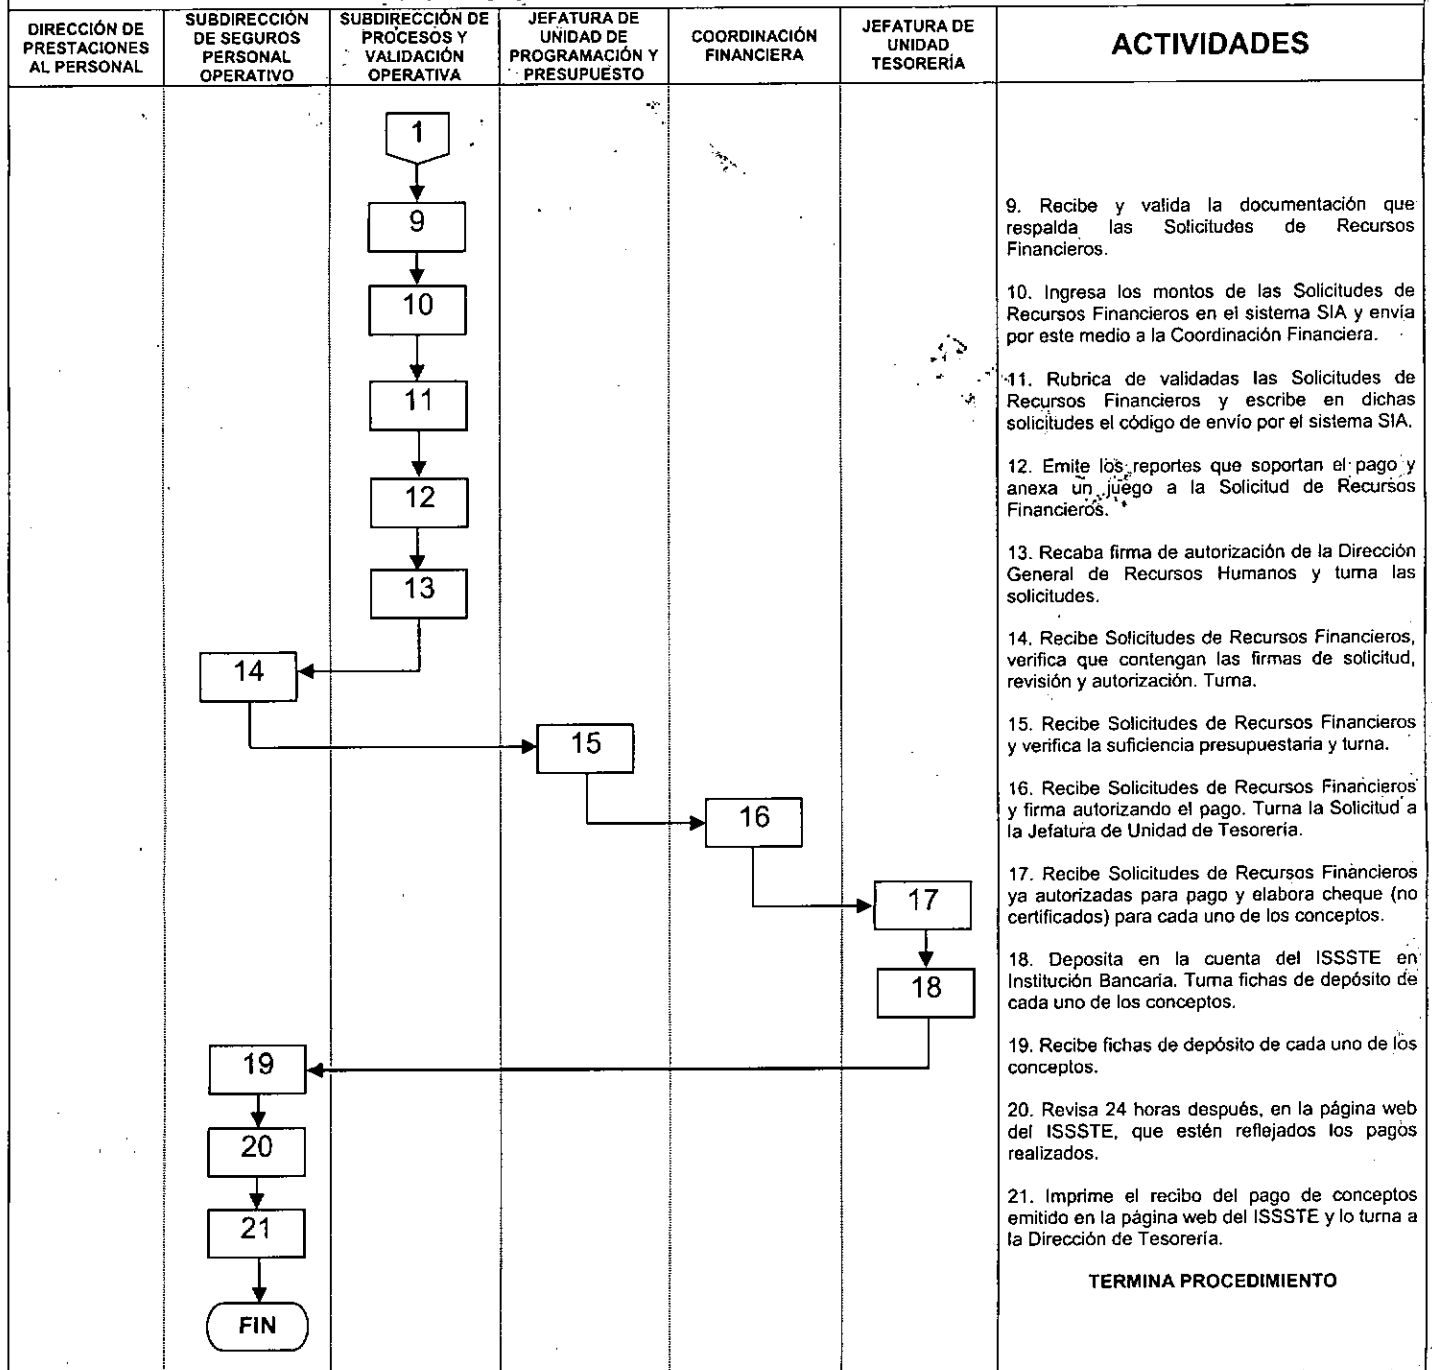 DIRECCIÓN DE
PRESTACIONES
AL PERSONAL
SUBDIRECCIÓN
DE SEGUROS
PERSONAL
OPERATIVO
SUBDIRECCIÓN DE
PROCESOS Y
VALIDACIÓN
OPERATIVA
JEFATURA DE
UNIDAD DE
PROGRAMACIÓN Y
PRESUPUESTO
COORDINACIÓN
FINANCIERA
JEFATURA DE
UNIDAD
TESORERÍA
ACTIVIDADES
1
9
10
11
12
13
14
15
16
17
18
19
20
21
FIN
9. Recibe y valida la documentación que
respalda las Solicitudes de Recursos
Financieros.
10. Ingresa los montos de las Solicitudes de
Recursos Financieros en el sistema SIA y envía
por este medio a la Coordinación Financiera.
11. Rubrica de validadas las Solicitudes de
Recursos Financieros y escribe en dichas
solicitudes el código de envío por el sistema SIA.
12. Emite los reportes que soportan el pago y
anexa un juego a la Solicitud de Recursos
Financieros.
13. Recaba firma de autorización de la Dirección
General de Recursos Humanos y turna las
solicitudes.
14. Recibe Solicitudes de Recursos Financieros,
verifica que contengan las firmas de solicitud,
revisión y autorización. Turna.
15. Recibe Solicitudes de Recursos Financieros
y verifica la suficiencia presupuestaria y turna.
16. Recibe Solicitudes de Recursos Financieros
y firma autorizando el pago. Turna la Solicitud a
la Jefatura de Unidad de Tesorería.
17. Recibe Solicitudes de Recursos Financieros
ya autorizadas para pago y elabora cheque (no
certificados) para cada uno de los conceptos.
18. Deposita en la cuenta del ISSSTE en
Institución Bancaria. Turna fichas de depósito de
cada uno de los conceptos.
19. Recibe fichas de depósito de cada uno de los
conceptos.
20. Revisa 24 horas después, en la página web
del ISSSTE, que estén reflejados los pagos
realizados.
21. Imprime el recibo del pago de conceptos
emitido en la página web del ISSSTE y lo turna a
la Dirección de Tesorería.
TERMINA PROCEDIMIENTO